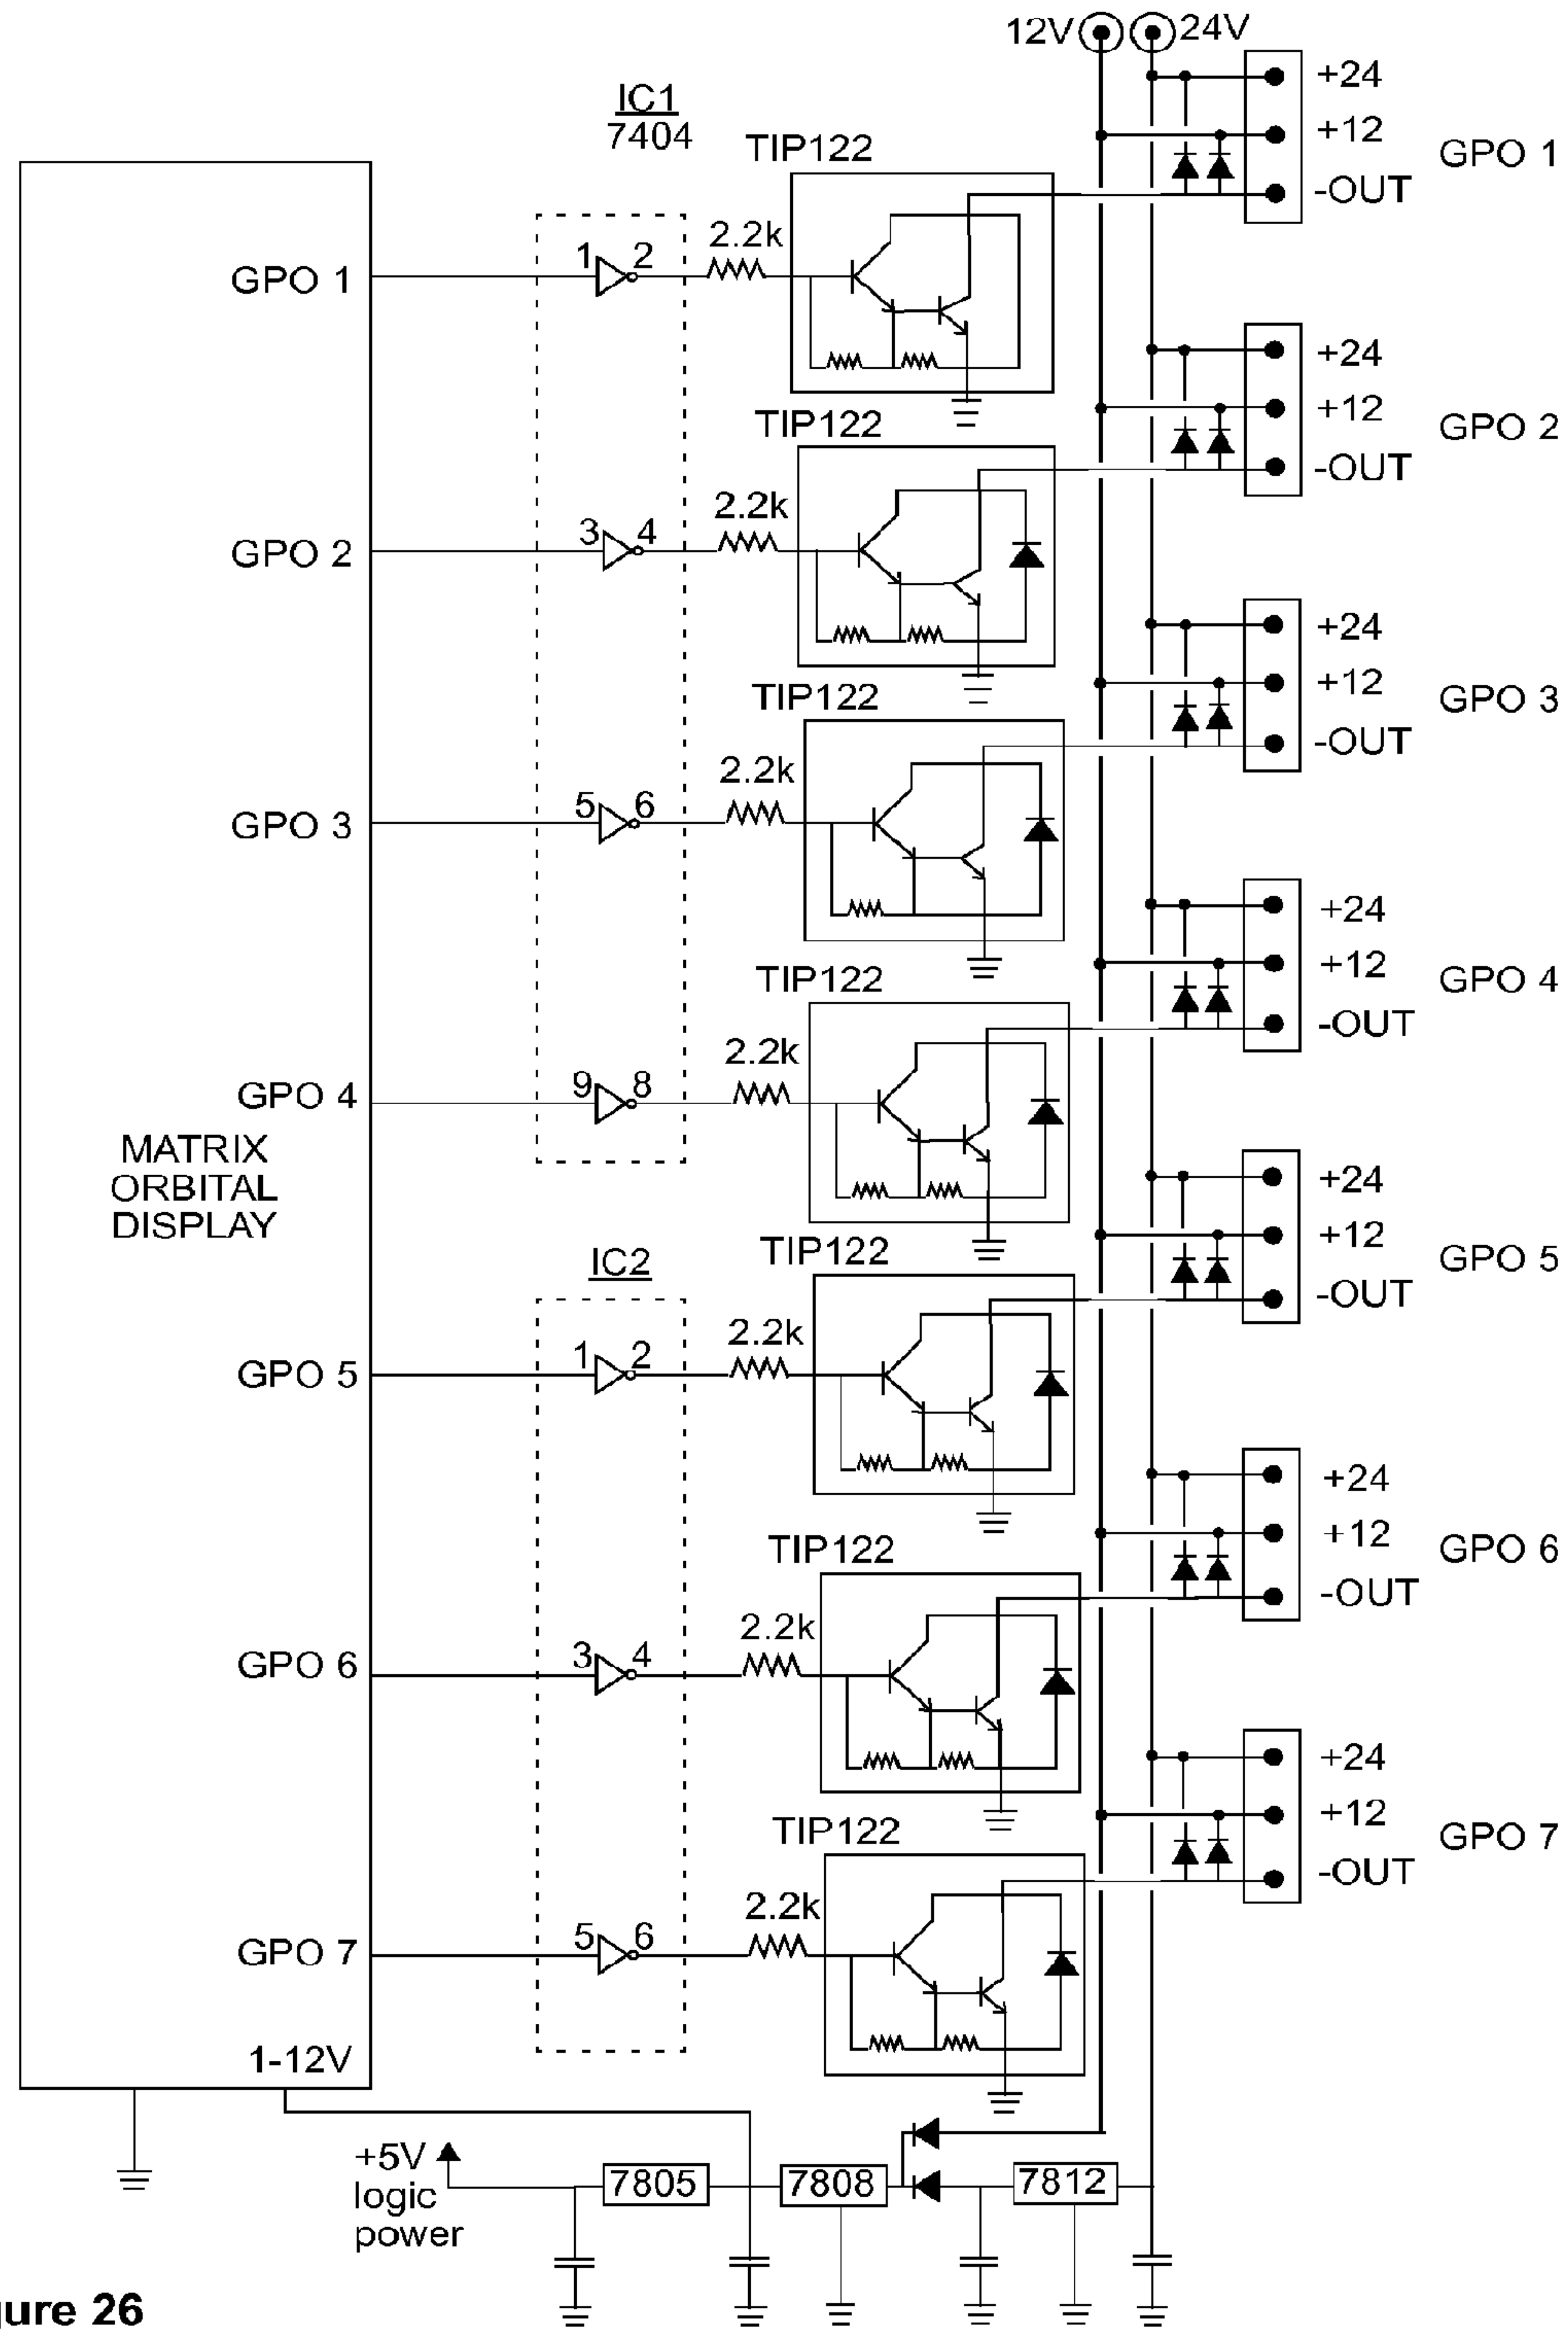 12V
24V
IC1
7404
TIP122
+24
+12
-OUT
GPO 1
GPO 1
1
2
2.2k
TIP122
+24
+12
-OUT
GPO 2
GPO 2
3
4
2.2k
TIP122
+24
+12
-OUT
GPO 3
GPO 3
5
6
2.2k
TIP122
+24
+12
-OUT
GPO 4
GPO 4
9
8
2.2k
MATRIX
ORBITAL
DISPLAY
IC2
TIP122
+24
+12
-OUT
GPO 5
GPO 5
1
2
2.2k
TIP122
+24
+12
-OUT
GPO 6
GPO 6
3
4
2.2k
TIP122
+24
+12
-OUT
GPO 7
GPO 7
5
6
2.2k
1-12V
+5V
logic
power
7805
7808
7812
ure 26